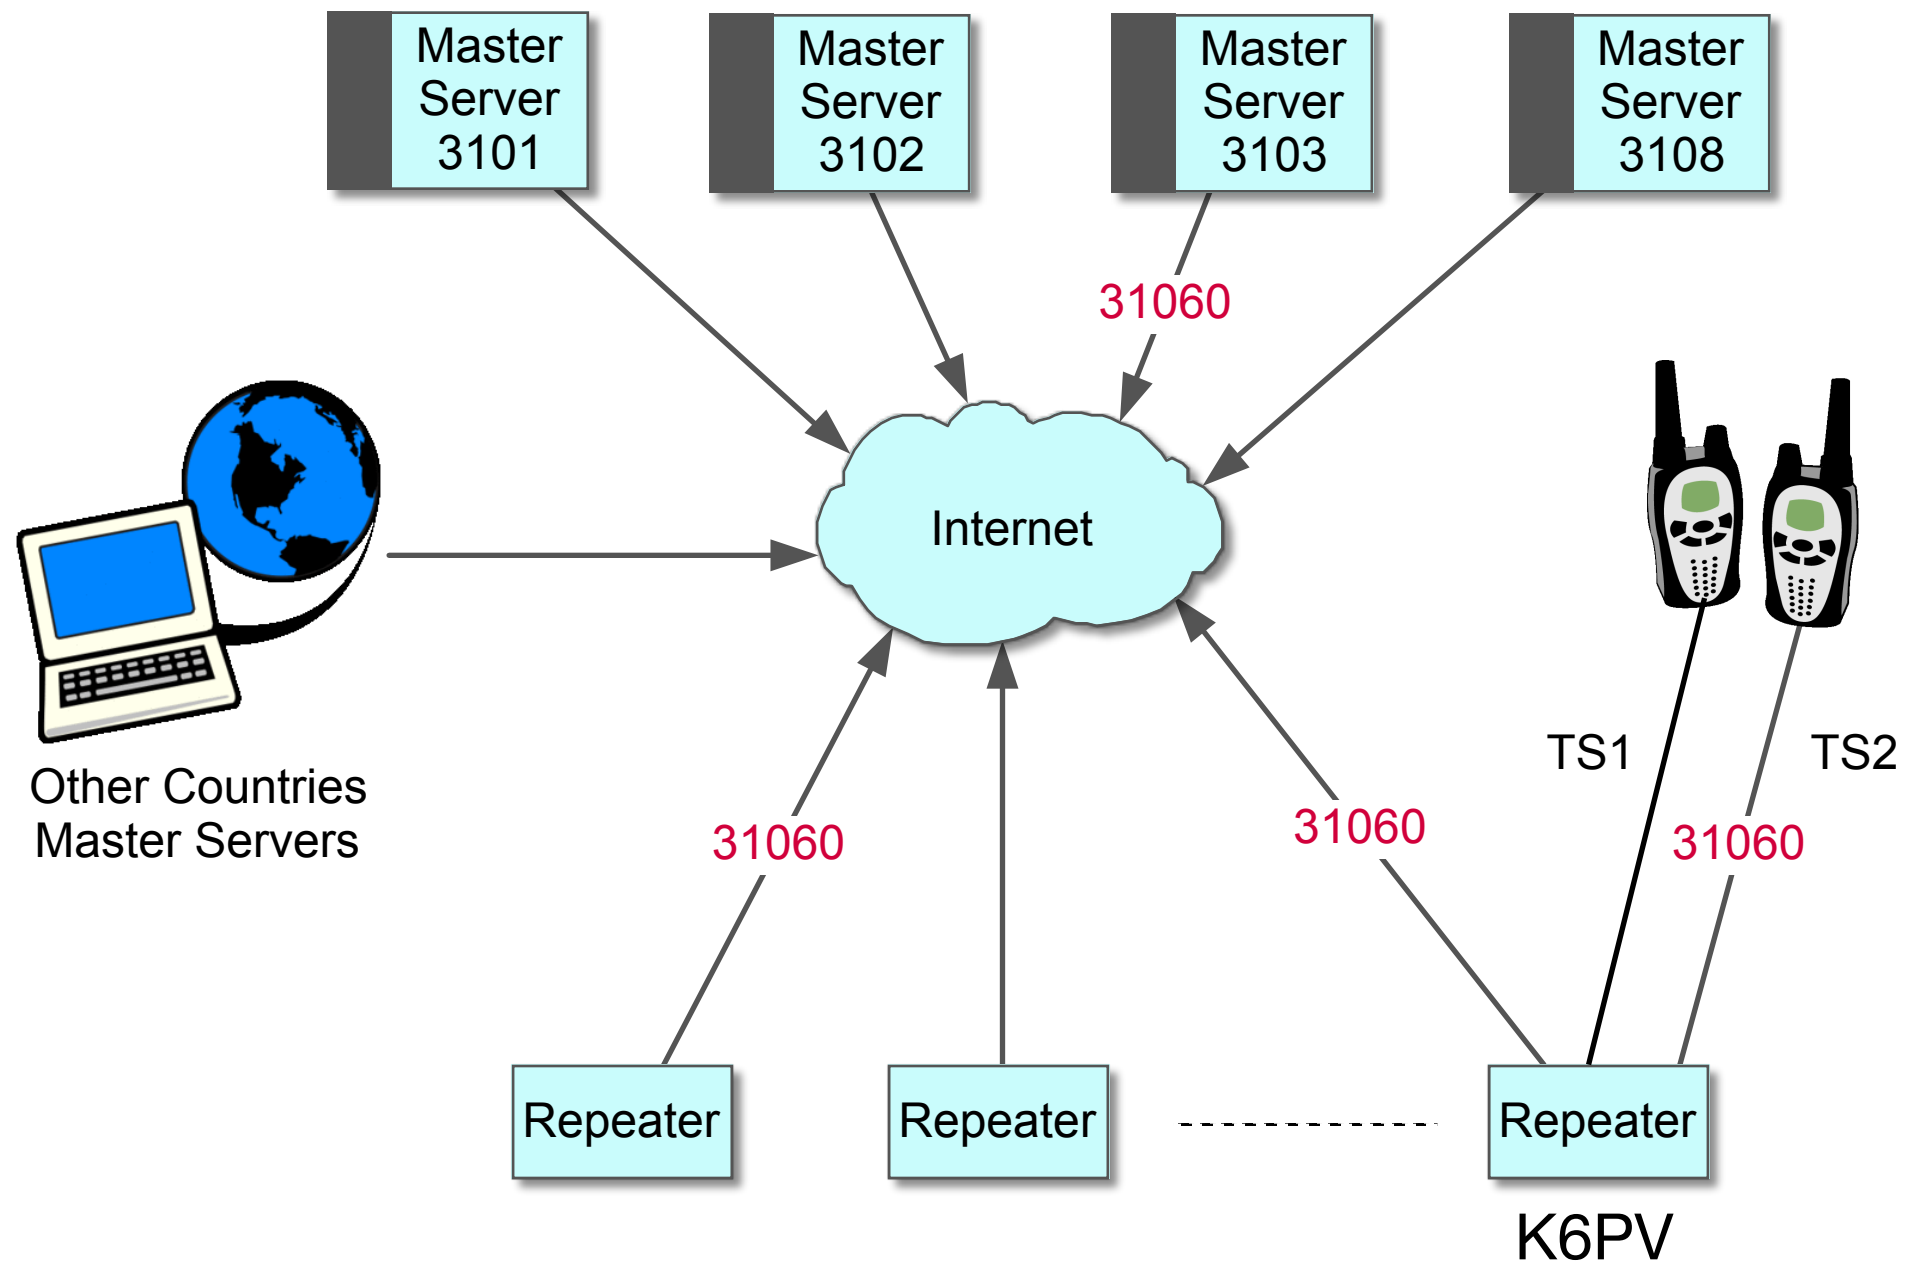 Master
Server
3101
Master
Server
3102
Master
Server
3103
Master
Server
3108
31060
Internet
Other Countries
Master Servers
TS1
TS2
31060
31060
31060
Repeater
Repeater
Repeater
K6PV